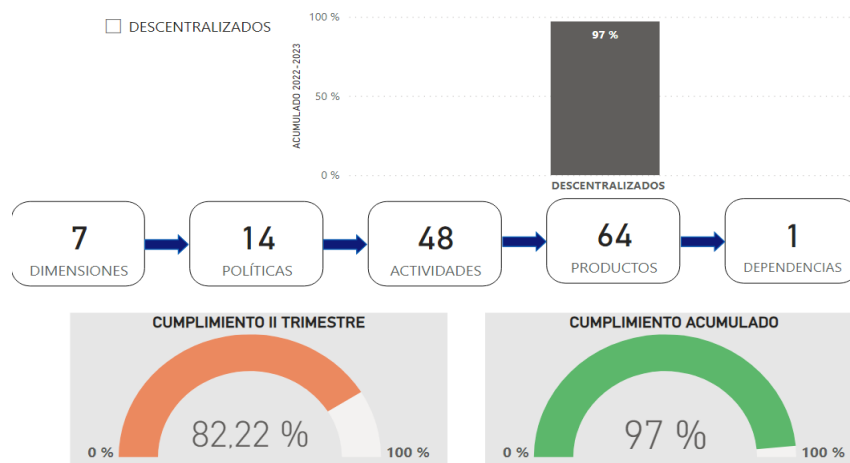 DESCENTRALIZADOS
ACUMULADO 2022-2023
100 %
50 %
0 %
97 %
DESCENTRALIZADOS
7
DIMENSIONES
14
POLÍTICAS
48
ACTIVIDADES
64
PRODUCTOS
1
DEPENDENCIAS
CUMPLIMIENTO II TRIMESTRE
82,22 %
0 %
100 %
CUMPLIMIENTO ACUMULADO
97 %
0 %
100 %